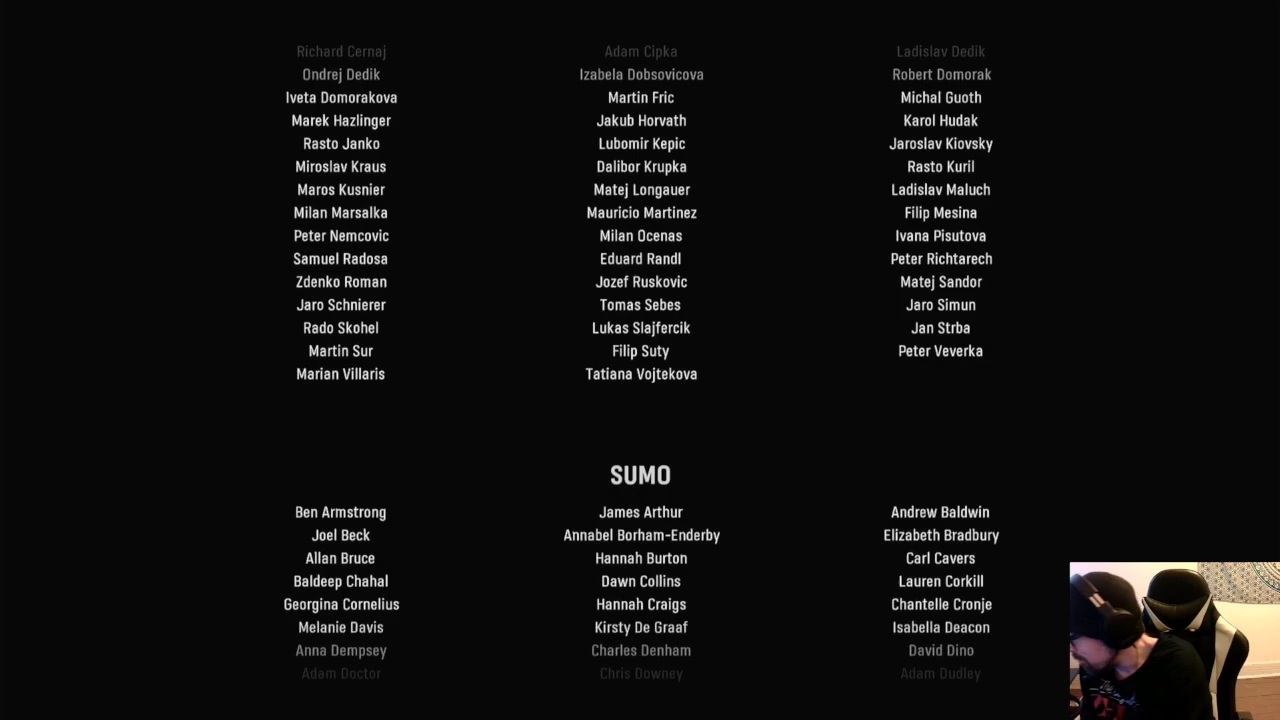 Richard Cernaj Adam Cipka Ladislav Dedik
Ondrej Dedik Izabela Dobsovicova Robert Domorak
Iveta Domorakova Martin Fric Michal Guoth
Marek Hazlinger Jakub Horvath Karol Hudak
Rasto Janko Lubomir Kepic Jaroslav Kiovsky
Miroslav Kraus Dalibor Krupka Rasto Kuril
Maros Kusnier Matej Longauer Ladislav Maluch
Milan Marsalka Mauricio Martinez Filip Mesina
Peter Nemcovic Milan Ocenas Ivana Pisutova
Samuel Radosa Eduard Randl Peter Richtarech
Zdenko Roman Jozef Ruskovic Matej Sandor
Jaro Schnierer Tomas Sebes Jaro Simun
Rado Skohel Lukas Slajfercik Jan Strba
Martin Sur Filip Suty Peter Veverka
Marian Villaris Tatiana Vojtekova
SUMO
Ben Armstrong James Arthur Andrew Baldwin
Joel Beck Annabel Borham-Enderby Elizabeth Bradbury
Allan Bruce Hannah Burton Carl Cavers
Baldeep Chahal Dawn Collins Lauren Corkill
Georgina Cornelius Hannah Craigs Chantelle Cronje
Melanie Davis Kirsty De Graaf Isabella Deacon
Anna Dempsey Charles Denham David Dino
Adam Doctor Chris Downey Adam Dudley